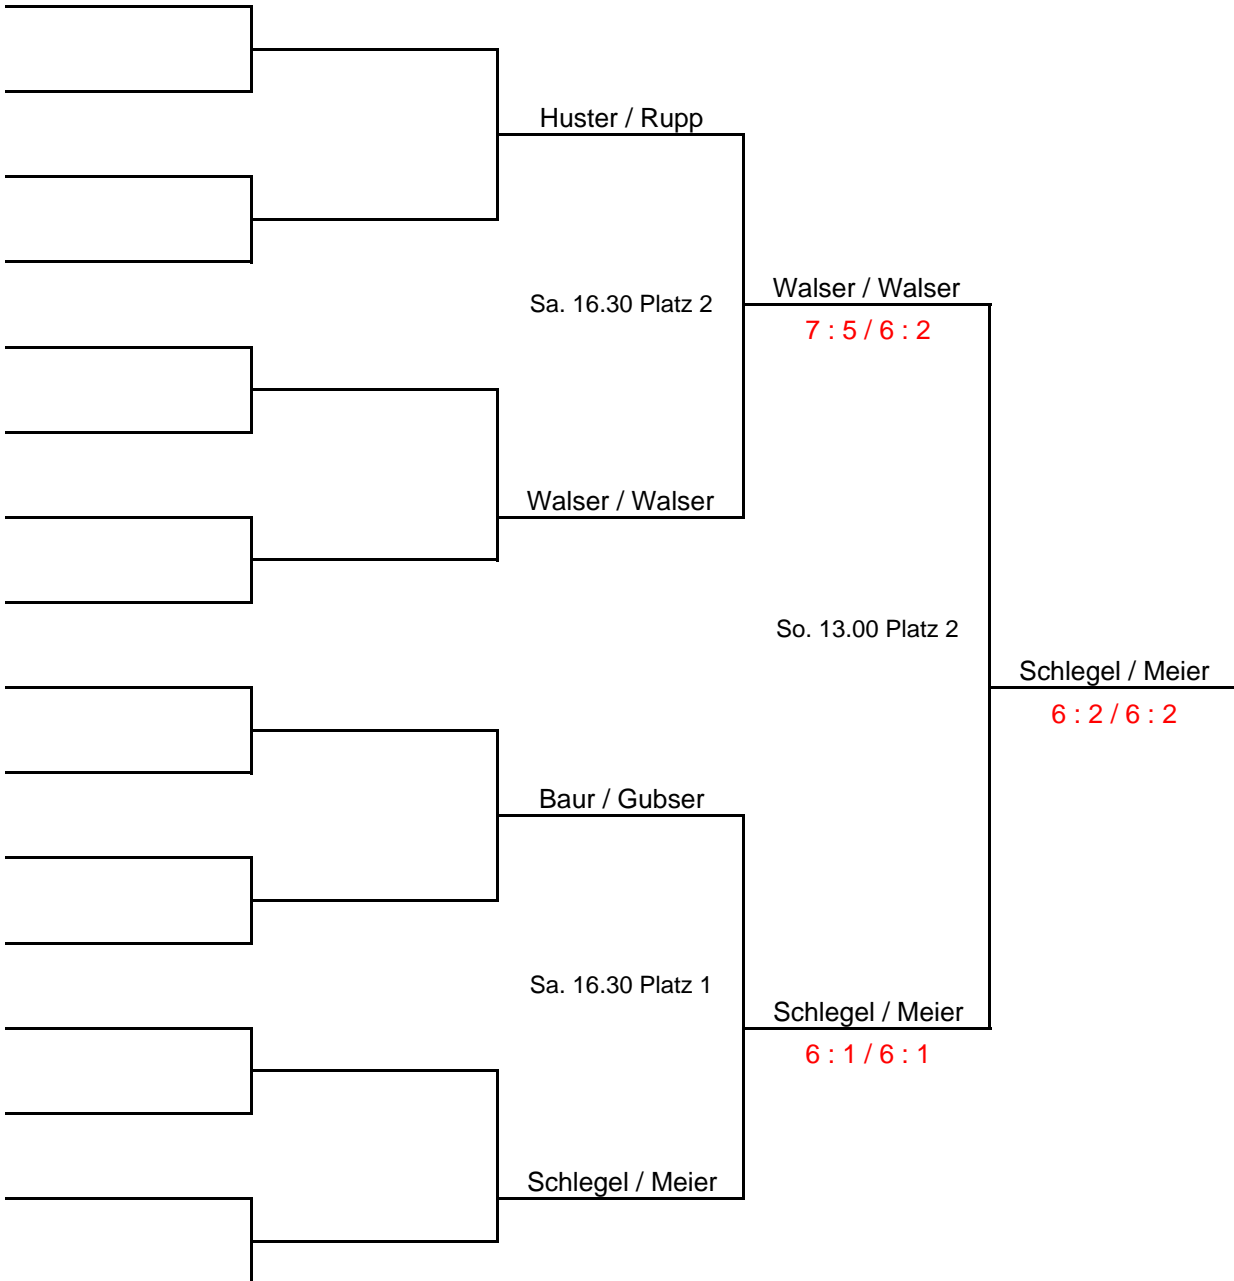 Huster / Rupp
Sa. 16.30 Platz 2
Walser / Walser
7 : 5 / 6 : 2
Walser / Walser
So. 13.00 Platz 2
Schlegel / Meier
6 : 2 / 6 : 2
Baur / Gubser
Sa. 16.30 Platz 1
Schlegel / Meier
6 : 1 / 6 : 1
Schlegel / Meier